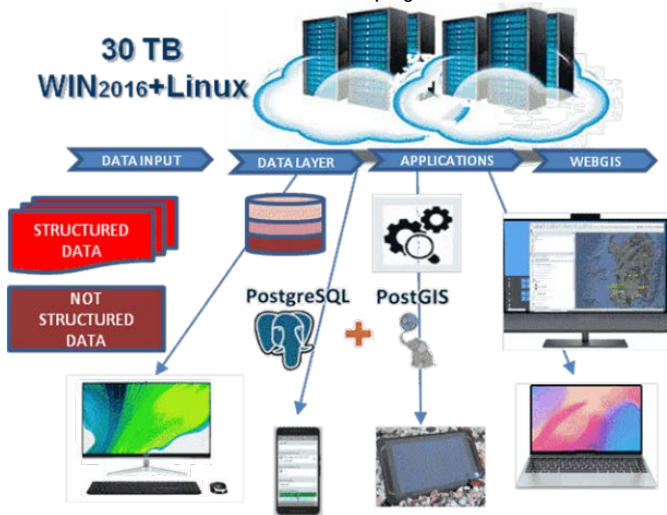 30 TB
WIN2016+Linux
DATA INPUT
DATA LAYER
APPLICATIONS
WEBGIS
STRUCTURED
DATA
NOT
STRUCTURED
DATA
PostgreSQL
PostGIS